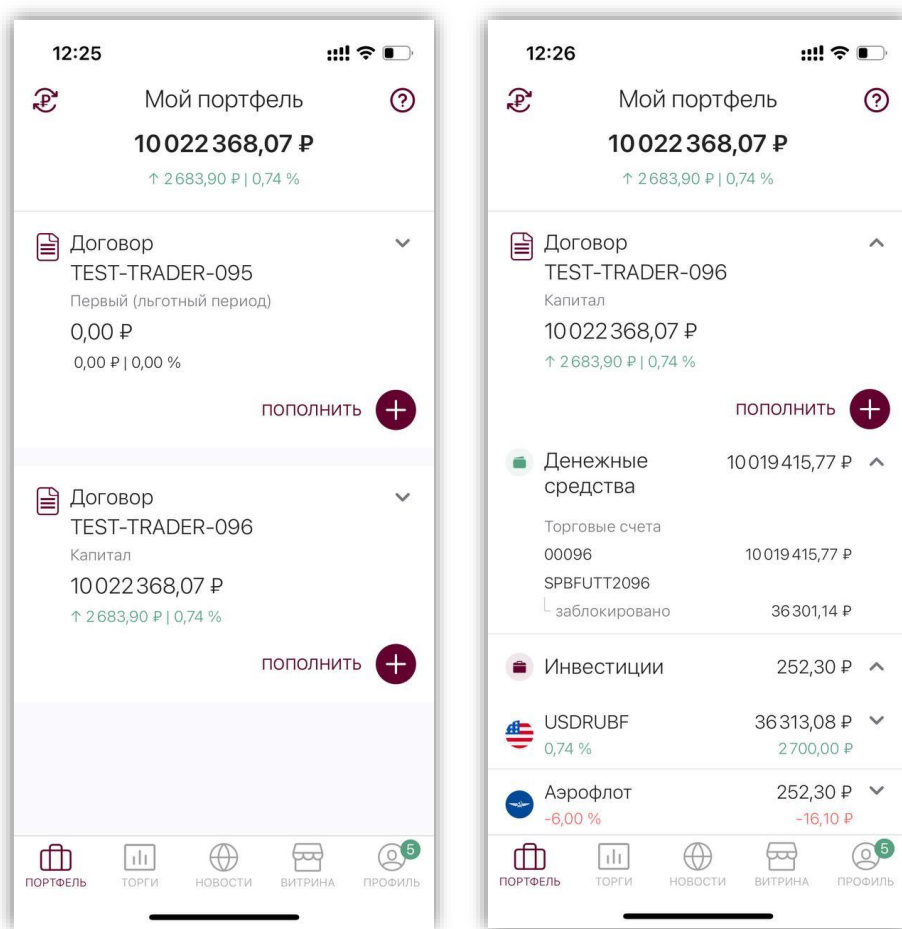 12:25
Мой портфель
10 022 368,07 ₽
↑ 2 683,90 ₽ | 0,74 %
Договор
TEST-TRADER-095
Первый (льготный период)
0,00 ₽
0,00 ₽ | 0,00 %
ПОПОЛНИТЬ
Договор
TEST-TRADER-096
Капитал
10 022 368,07 ₽
↑ 2 683,90 ₽ | 0,74 %
ПОПОЛНИТЬ
5
ПОРТФЕЛЬ ТОРГИ НОВОСТИ ВИТРИНА ПРОФИЛЬ
12:26
Мой портфель
10 022 368,07 ₽
↑ 2 683,90 ₽ | 0,74 %
Договор
TEST-TRADER-096
Капитал
10 022 368,07 ₽
↑ 2 683,90 ₽ | 0,74 %
ПОПОЛНИТЬ
Денежные 10 019 415,77 ₽
средства
Торговые счета
00096 10 019 415,77 ₽
SPBFUTT2096
заблокировано 36 301,14 ₽
Инвестиции 252,30 ₽
USDRUBF 36 313,08 ₽
0,74 % 2 700,00 ₽
Аэрофлот 252,30 ₽
-6,00 % -16,10 ₽
5
ПОРТФЕЛЬ ТОРГИ НОВОСТИ ВИТРИНА ПРОФИЛЬ